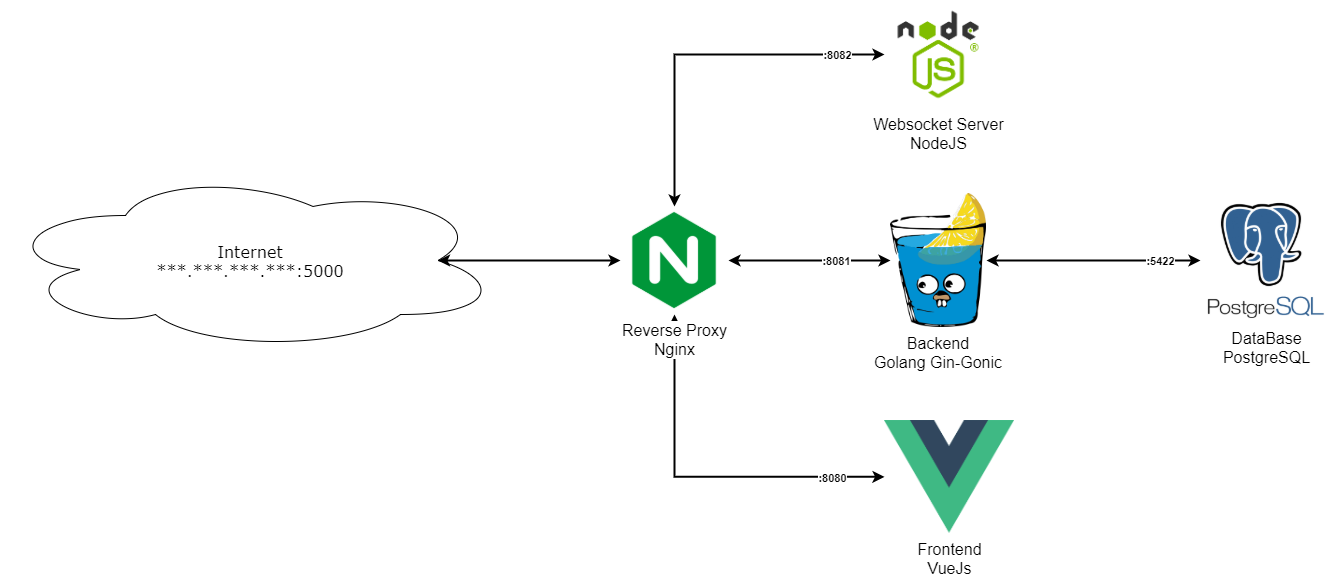 node
JS
®
:8082
Websocket Server
NodeJS
Internet
***.***.***.***:5000
N
:8081
:5422
PostgreSQL
Reverse Proxy
Nginx
Backend
Golang Gin-Gonic
DataBase
PostgreSQL
:8080
Frontend
VueJs